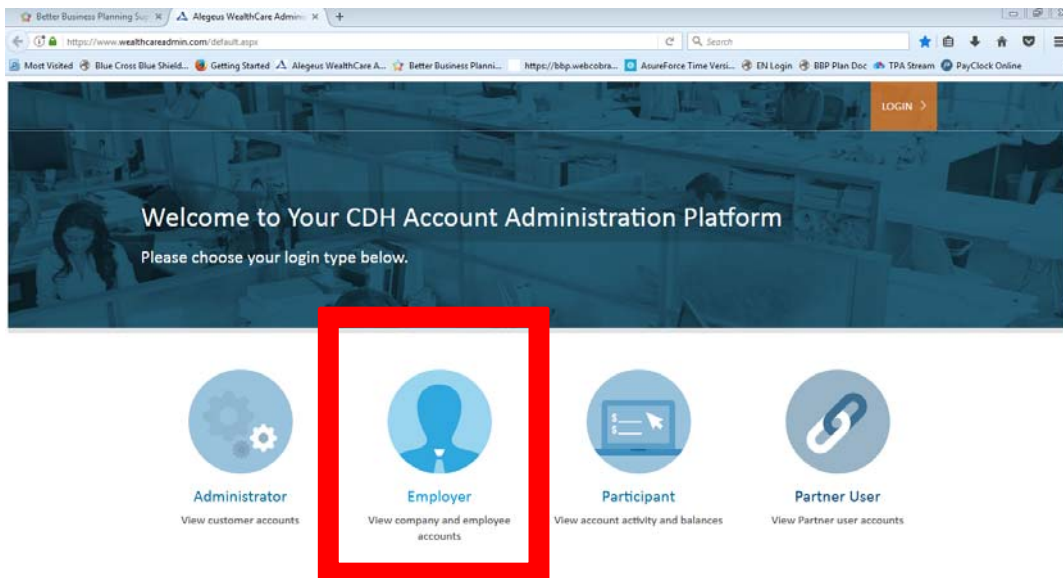 Better Business Planning Sup
Alegeus WealthCare Admin
https://www.wealthcareadmin.com/default.aspx
Search
Most Visited
Blue Cross Blue Shield...
Getting Started
Alegeus WealthCare A...
Better Business Planni...
https://bbp.webcobra...
AsureForce Time Versi...
EN Login
BBP Plan Doc
TPA Stream
PayClock Online
LOGIN >
Welcome to Your CDH Account Administration Platform
Please choose your login type below.
Administrator
View customer accounts
Employer
View company and employee
accounts
Participant
View account activity and balances
Partner User
View Partner user accounts